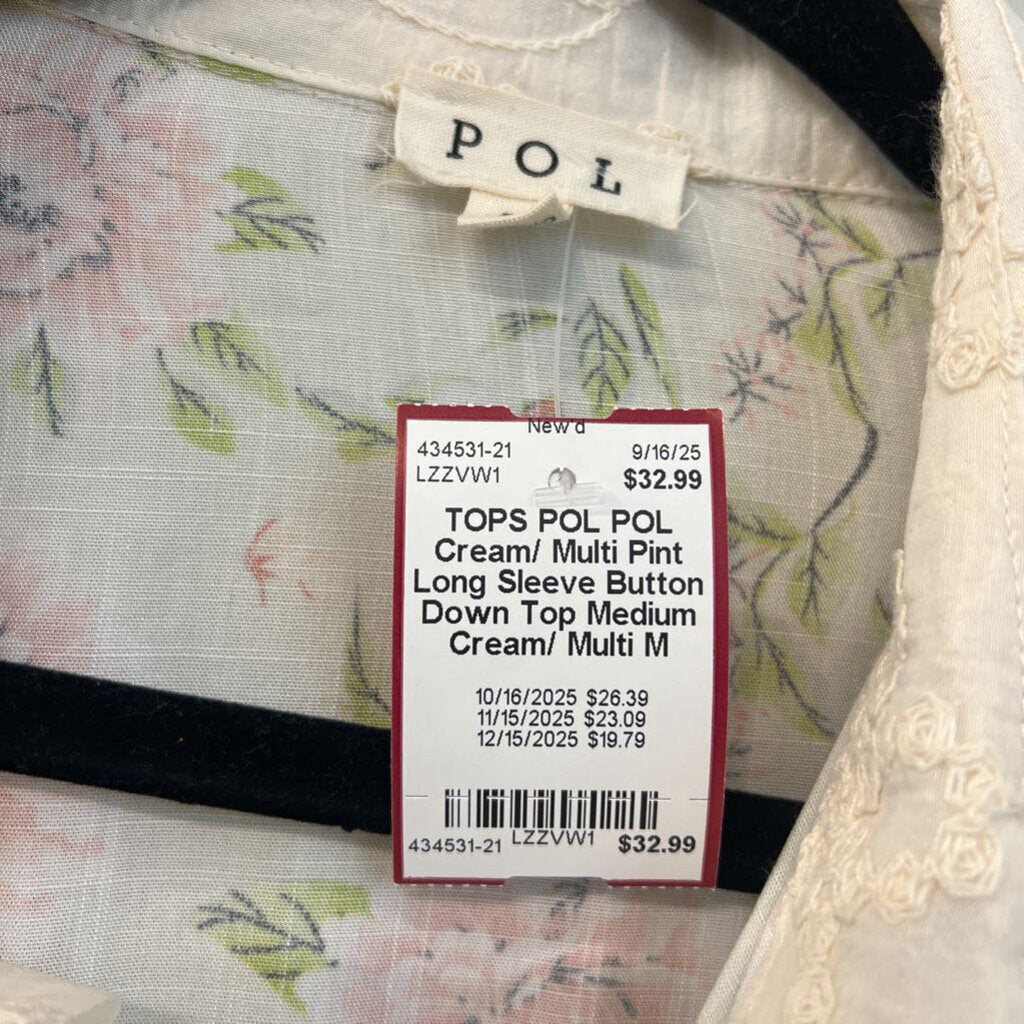 POL
New d
434531-21 9/16/25
LZZVW1 $32.99
TOPS POL POL
Cream/ Multi Pint
Long Sleeve Button
Down Top Medium
Cream/ Multi M
10/16/2025 $26.39
11/15/2025 $23.09
12/15/2025 $19.79
434531-21 LZZVW1 $32.99